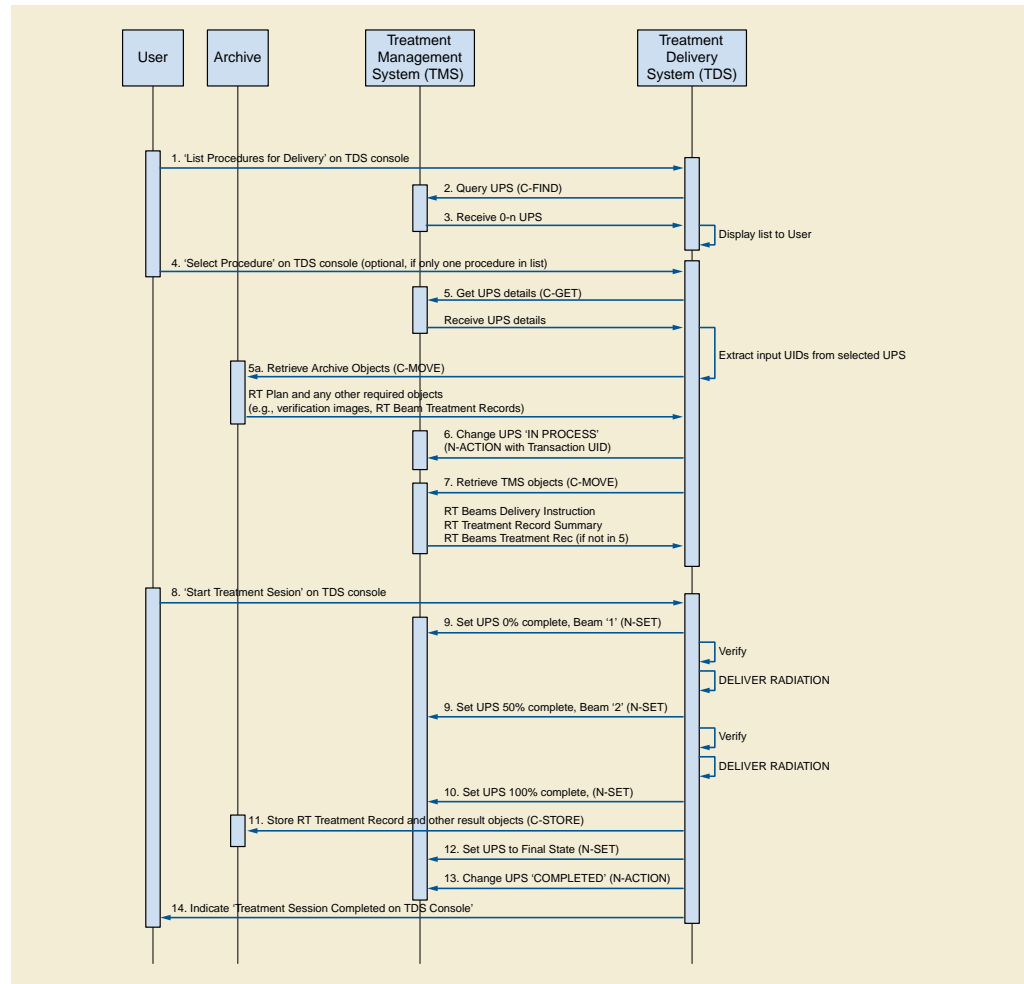 User
Archive
Treatment
Management
System (TMS)
Treatment
Delivery
System (TDS)
1. ‘List Procedures for Delivery’ on TDS console
2. Query UPS (C-FIND)
3. Receive 0-n UPS
Display list to User
4. ‘Select Procedure’ on TDS console (optional, if only one procedure in list)
5. Get UPS details (C-GET)
Receive UPS details
Extract input UIDs from selected UPS
5a. Retrieve Archive Objects (C-MOVE)
RT Plan and any other required objects
(e.g., verification images, RT Beam Treatment Records)
6. Change UPS ‘IN PROCESS’
(N-ACTION with Transaction UID)
7. Retrieve TMS objects (C-MOVE)
RT Beams Delivery Instruction
RT Treatment Record Summary
RT Beams Treatment Rec (if not in 5)
8. ‘Start Treatment Sesion’ on TDS console
9. Set UPS 0% complete, Beam ‘1’ (N-SET)
Verify
DELIVER RADIATION
9. Set UPS 50% complete, Beam ‘2’ (N-SET)
Verify
DELIVER RADIATION
10. Set UPS 100% complete, (N-SET)
11. Store RT Treatment Record and other result objects (C-STORE)
12. Set UPS to Final State (N-SET)
13. Change UPS ‘COMPLETED’ (N-ACTION)
14. Indicate ‘Treatment Session Completed on TDS Console’